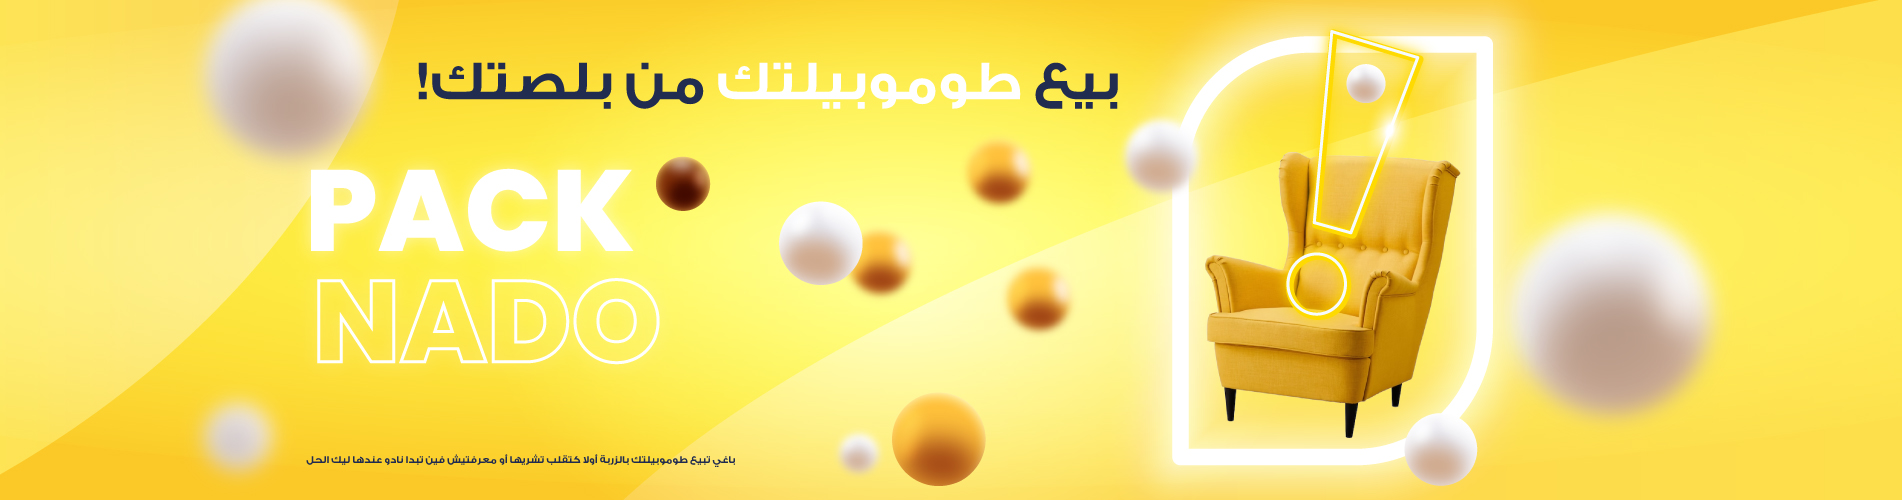 بيع طوموبيلتك من بلصتك!
PACK
NADO
باغي تبيع طوموبيلتك بالزربة أولا كتقلب تشريها أو معرفتيش فين تبدا نادو عندها ليك الحل